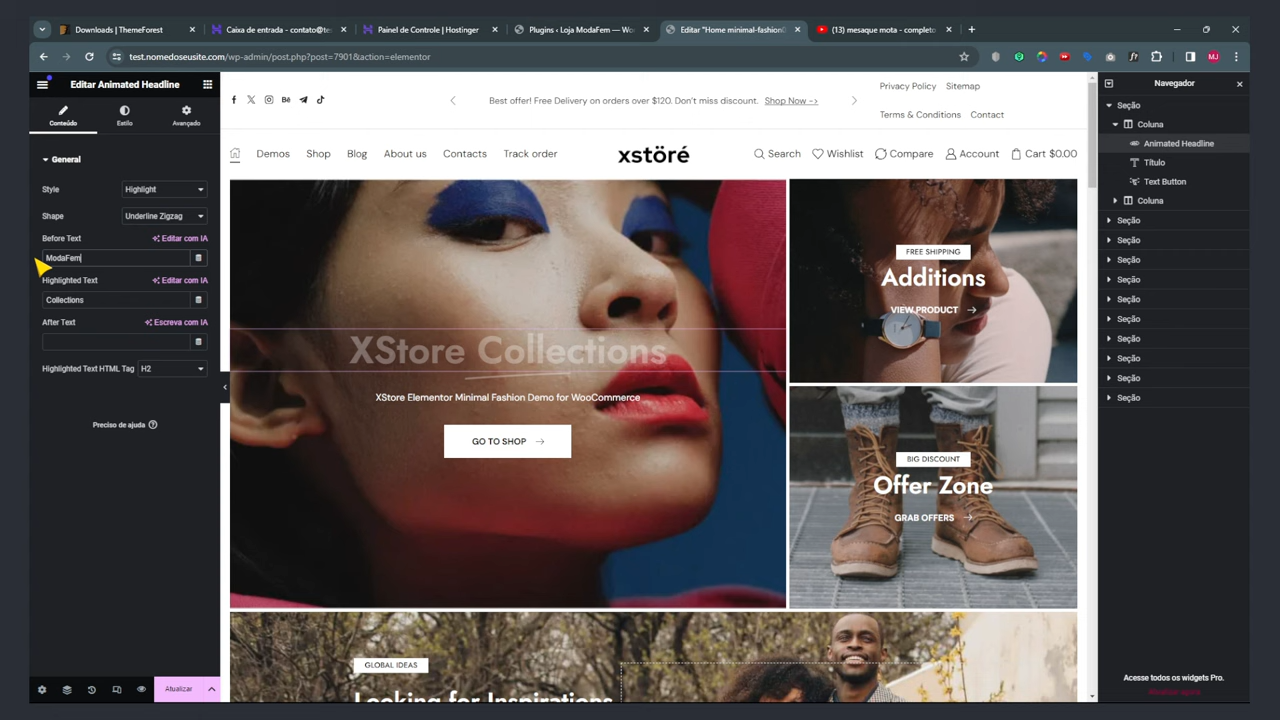 Downloads | ThemeForest
Caixa de entrada - contato@te
Painel de Controle | Hostinger
Plugins ‹ Loja ModaFem — Wo
Editar "Home minimal-fashion
(13) mesaque mota - completo
test.nomedoseusite.com/wp-admin/post.php?post=7901&action=elementor
MJ
Editar Animated Headline
Conteúdo
Estilo
Avançado
General
Style
Highlight
Shape
Underline Zigzag
Before Text
Editar com IA
ModaFem
Highlighted Text
Editar com IA
Collections
After Text
Escreva com IA
Highlighted Text HTML Tag
H2
Preciso de ajuda
Atualizar
Best offer! Free Delivery on orders over $120. Don't miss discount. Shop Now ->
Privacy Policy Sitemap
Terms & Conditions Contact
Demos Shop Blog About us Contacts Track order
xstöré
Search Wishlist Compare Account Cart $0.00
XStore Collections
XStore Elementor Minimal Fashion Demo for WooCommerce
GO TO SHOP
FREE SHIPPING
Additions
VIEW PRODUCT
BIG DISCOUNT
Offer Zone
GRAB OFFERS
GLOBAL IDEAS
Looking for Inspirations
Navegador
Seção
Coluna
Animated Headline
Título
Text Button
Coluna
Seção
Seção
Seção
Seção
Seção
Seção
Seção
Seção
Seção
Seção
Acesse todos os widgets Pro.